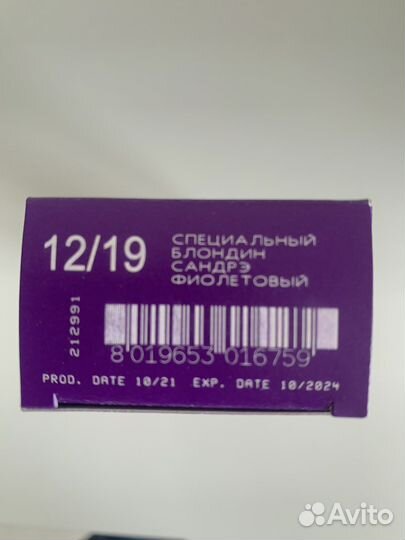 12/19
СПЕЦИАЛЬНЫЙ
БЛОНДИН
САНДРЭ
ФИОЛЕТОВЫЙ
212991
8 019653 016759
PROD. DATE 10/21 EXP. DATE 10/2024
Avito